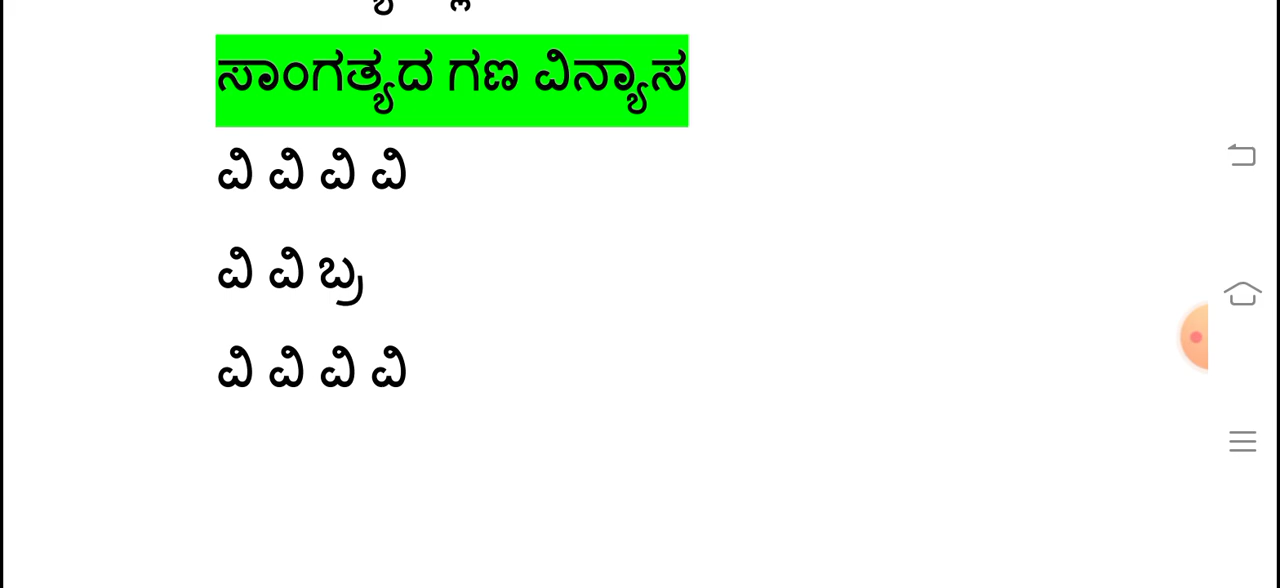 ಸಾಂಗತ್ಯದ ಗಣ ವಿನ್ಯಾಸ
ವಿ ವಿ ವಿ ವಿ
ವಿ ವಿ ಬ್ರ
ವಿ ವಿ ವಿ ವಿ